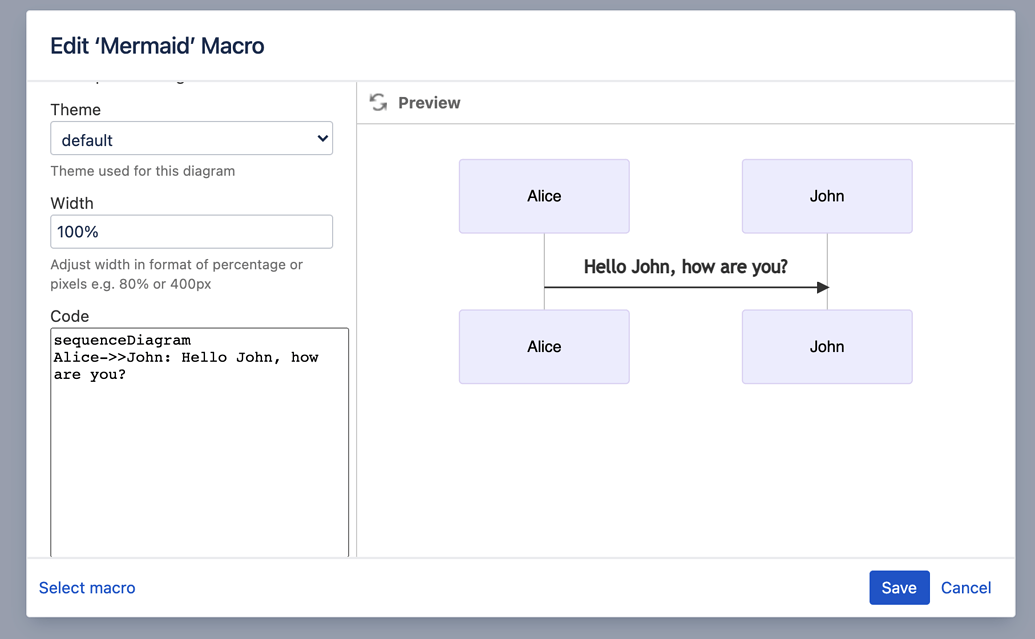 Edit ‘Mermaid’ Macro
Theme
default
Theme used for this diagram
Width
100%
Adjust width in format of percentage or
pixels e.g. 80% or 400px
Code
sequenceDiagram
Alice->>John: Hello John, how
are you?
Preview
Alice
John
Hello John, how are you?
Alice
John
Select macro
Save
Cancel